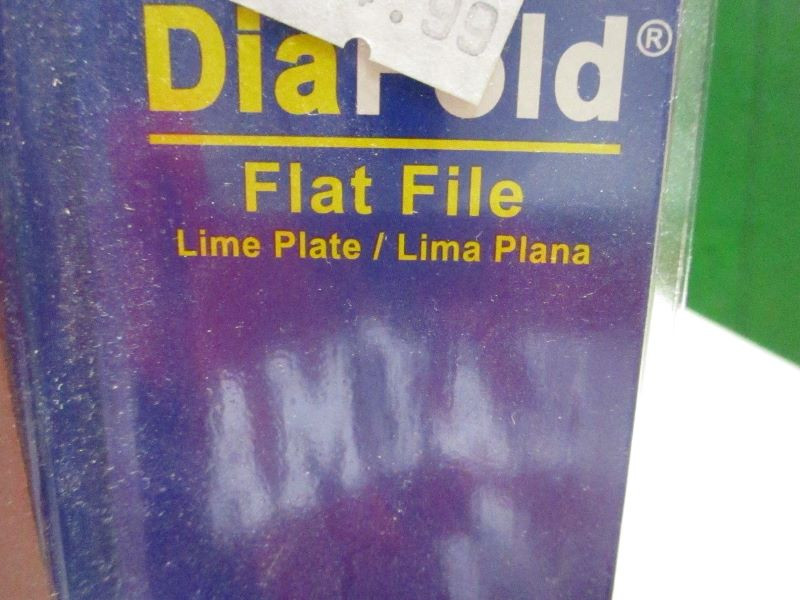 .99
DiaFold®
Flat File
Lime Plate / Lima Plana